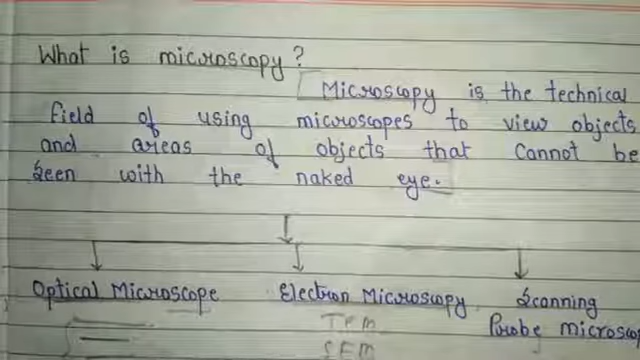 What is microscopy?
Microscopy is the technical
field of using microscopes to view objects
and areas of objects that cannot be
seen with the naked eye.
Optical Microscope Electron Microscopy Scanning
Probe microsco
TEM
SEM